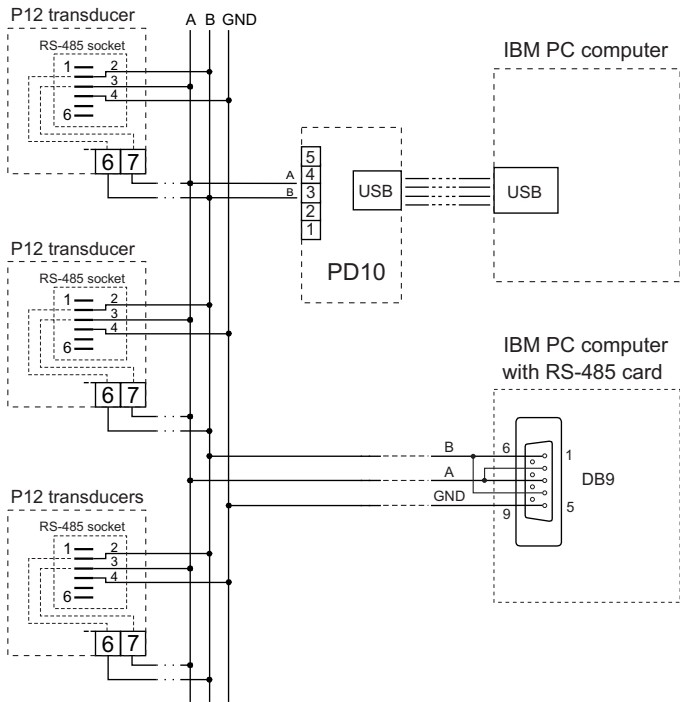 P12 transducer
A B GND
RS-485 socket
1
2
3
4
6
6 7
IBM PC computer
A
B
5
4
3
2
1
USB
PD10
USB
P12 transducer
RS-485 socket
1
2
3
4
6
6 7
IBM PC computer
with RS-485 card
B
A
GND
6
9
1
5
DB9
P12 transducers
RS-485 socket
1
2
3
4
6
6 7